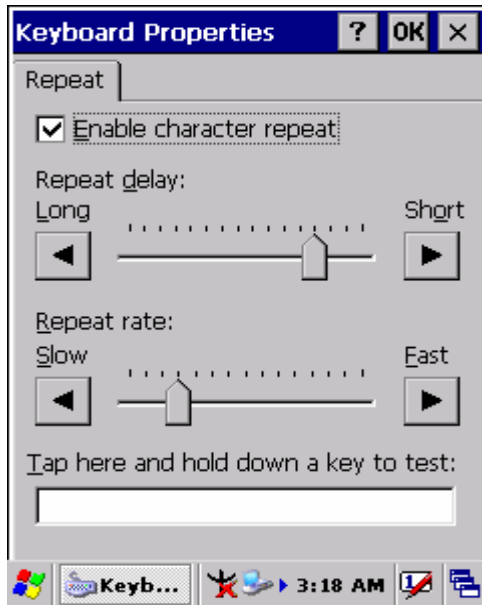 Keyboard Properties ? OK ×
Repeat
Enable character repeat
Repeat delay:
Long Short
Repeat rate:
Slow Fast
Tap here and hold down a key to test:
Keyb... 3:18 AM